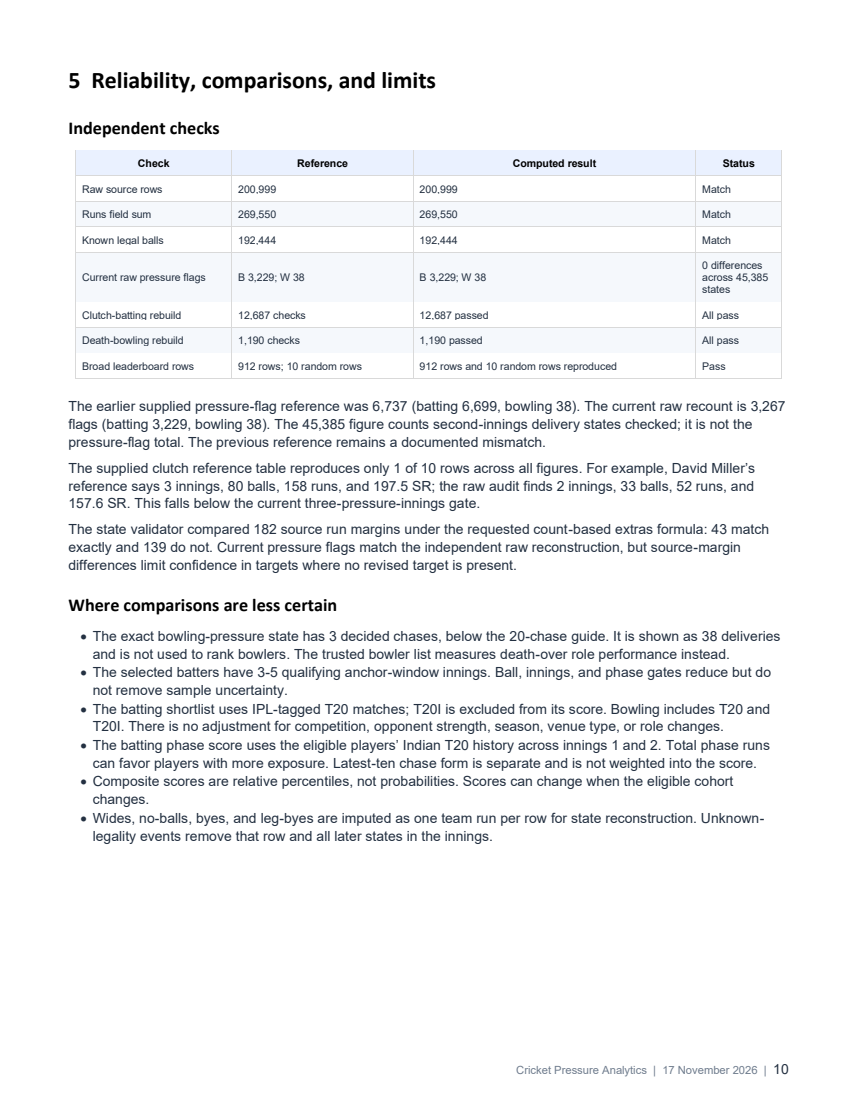 5 Reliability, comparisons, and limits
Independent checks
Check Reference Computed result Status
Raw source rows 200,999 200,999 Match
Runs field sum 269,550 269,550 Match
Known legal balls 192,444 192,444 Match
Current raw pressure flags B 3,229; W 38 B 3,229; W 38 0 differences
across 45,385
states
Clutch-batting rebuild 12,687 checks 12,687 passed All pass
Death-bowling rebuild 1,190 checks 1,190 passed All pass
Broad leaderboard rows 912 rows; 10 random rows 912 rows and 10 random rows reproduced Pass
The earlier supplied pressure-flag reference was 6,737 (batting 6,699, bowling 38). The current raw recount is 3,267
flags (batting 3,229, bowling 38). The 45,385 figure counts second-innings delivery states checked; it is not the
pressure-flag total. The previous reference remains a documented mismatch.
The supplied clutch reference table reproduces only 1 of 10 rows across all figures. For example, David Miller's
reference says 3 innings, 80 balls, 158 runs, and 197.5 SR; the raw audit finds 2 innings, 33 balls, 52 runs, and
157.6 SR. This falls below the current three-pressure-innings gate.
The state validator compared 182 source run margins under the requested count-based extras formula: 43 match
exactly and 139 do not. Current pressure flags match the independent raw reconstruction, but source-margin
differences limit confidence in targets where no revised target is present.
Where comparisons are less certain
• The exact bowling-pressure state has 3 decided chases, below the 20-chase guide. It is shown as 38 deliveries
and is not used to rank bowlers. The trusted bowler list measures death-over role performance instead.
• The selected batters have 3-5 qualifying anchor-window innings. Ball, innings, and phase gates reduce but do
not remove sample uncertainty.
• The batting shortlist uses IPL-tagged T20 matches; T20I is excluded from its score. Bowling includes T20 and
T20I. There is no adjustment for competition, opponent strength, season, venue type, or role changes.
• The batting phase score uses the eligible players' Indian T20 history across innings 1 and 2. Total phase runs
can favor players with more exposure. Latest-ten chase form is separate and is not weighted into the score.
• Composite scores are relative percentiles, not probabilities. Scores can change when the eligible cohort
changes.
• Wides, no-balls, byes, and leg-byes are imputed as one team run per row for state reconstruction. Unknown-
legality events remove that row and all later states in the innings.
Cricket Pressure Analytics | 17 November 2026 | 10